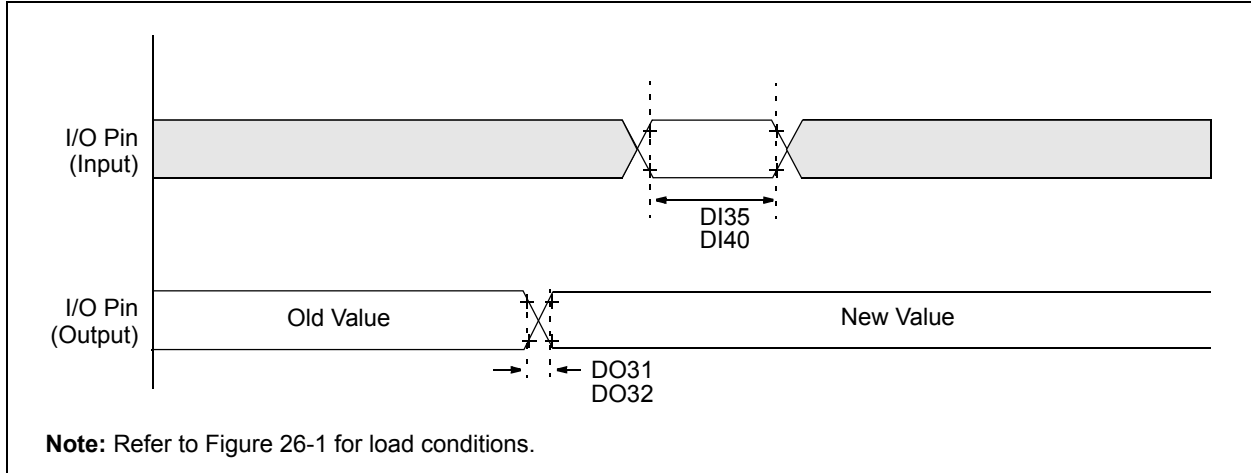 I/O Pin
(Input)
DI35
DI40
I/O Pin
(Output)
Old Value
New Value
DO31
DO32
Note: Refer to Figure 26-1 for load conditions.